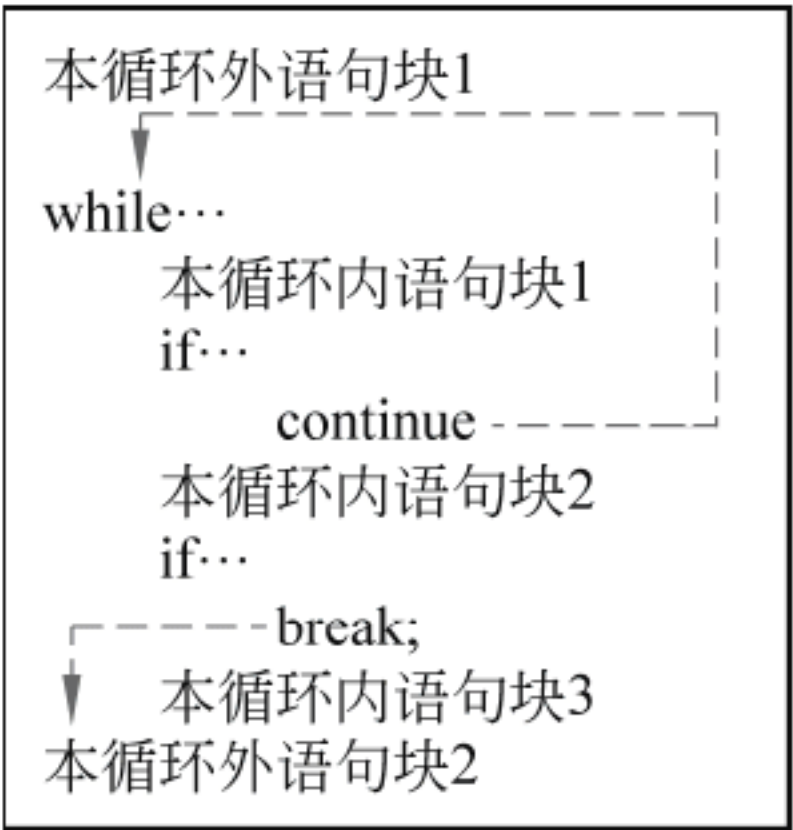 本循环外语句块1
while…
本循环内语句块1
if…
continue
本循环内语句块2
if…
break;
本循环内语句块3
本循环外语句块2